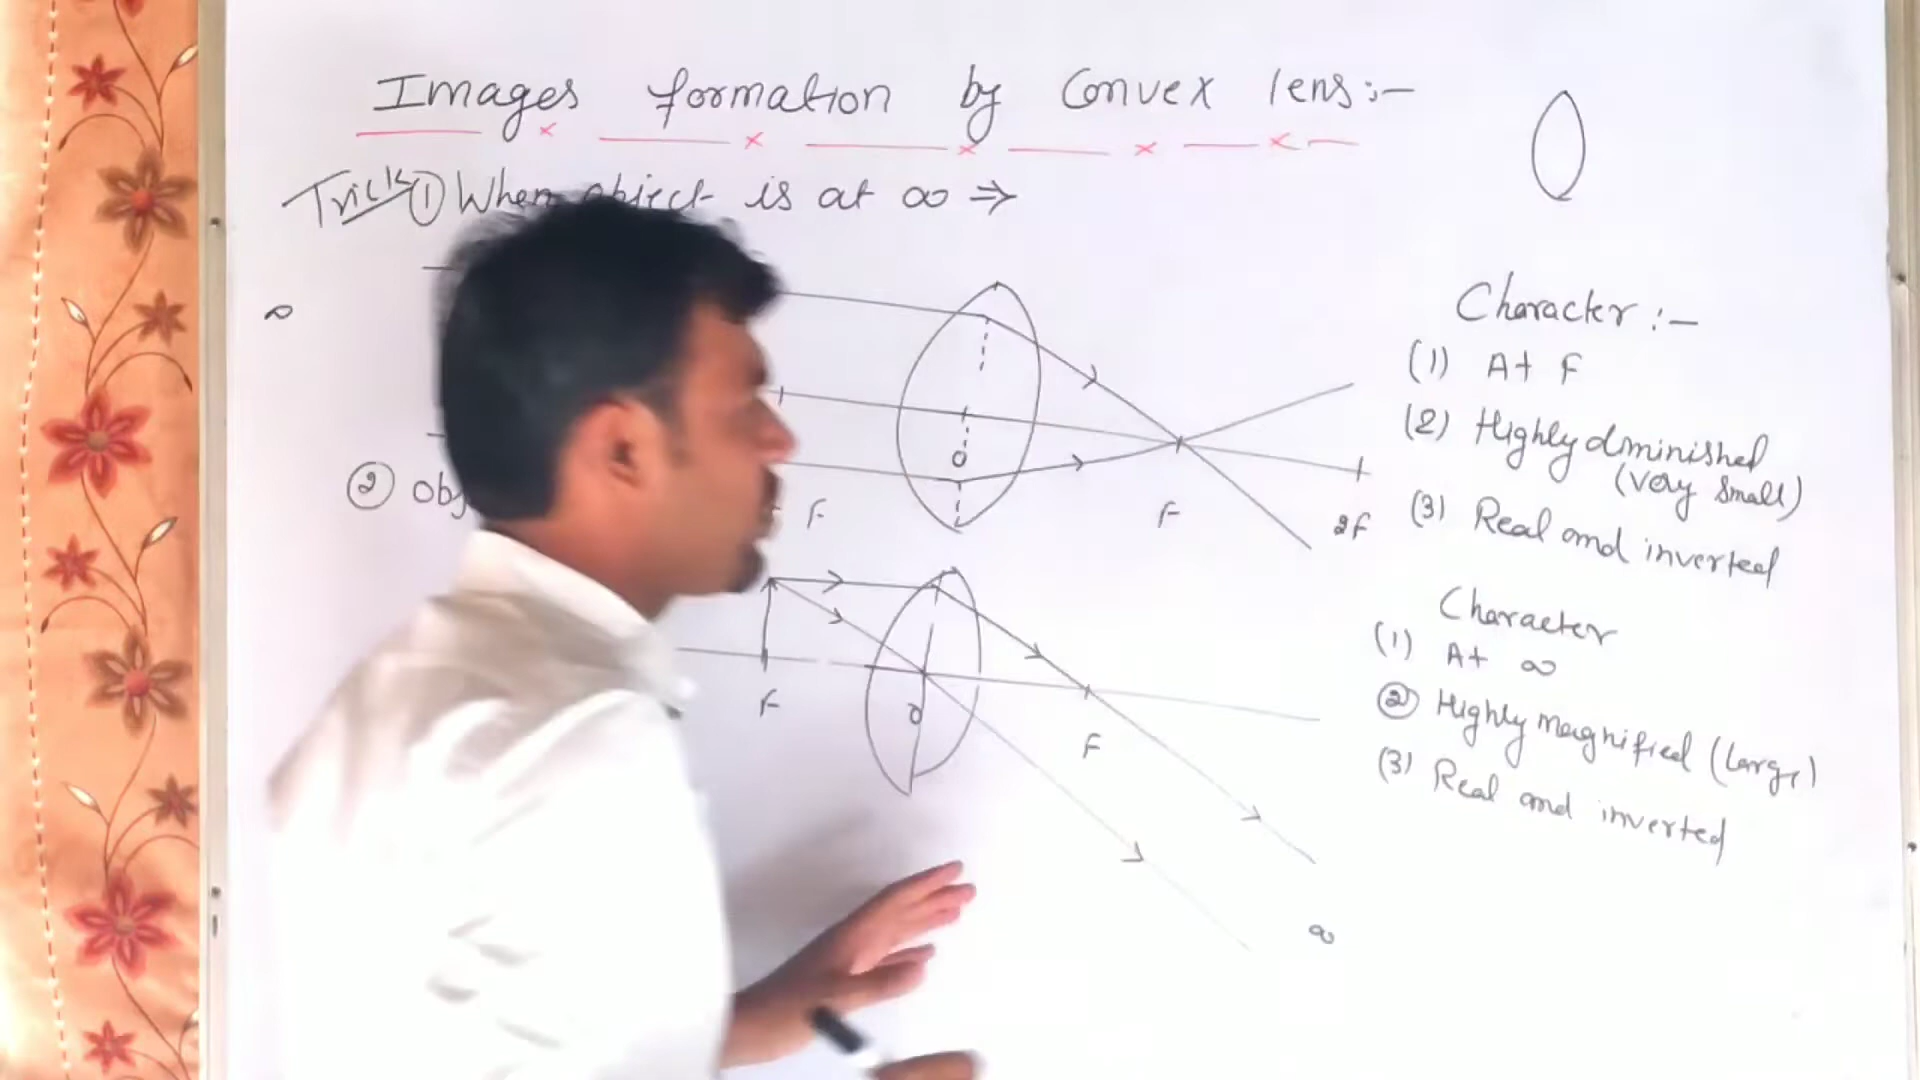 Images formation by Convex lens:-
Trick ① When object is at ∞ ⇒
∞
O
F
F
2F
② Obj
F
O
F
∞
Character :-
(1) At F
(2) Highly dminished
(very small)
(3) Real and inverted
Character
(1) At ∞
② Highly magnified (Large)
(3) Real and inverted